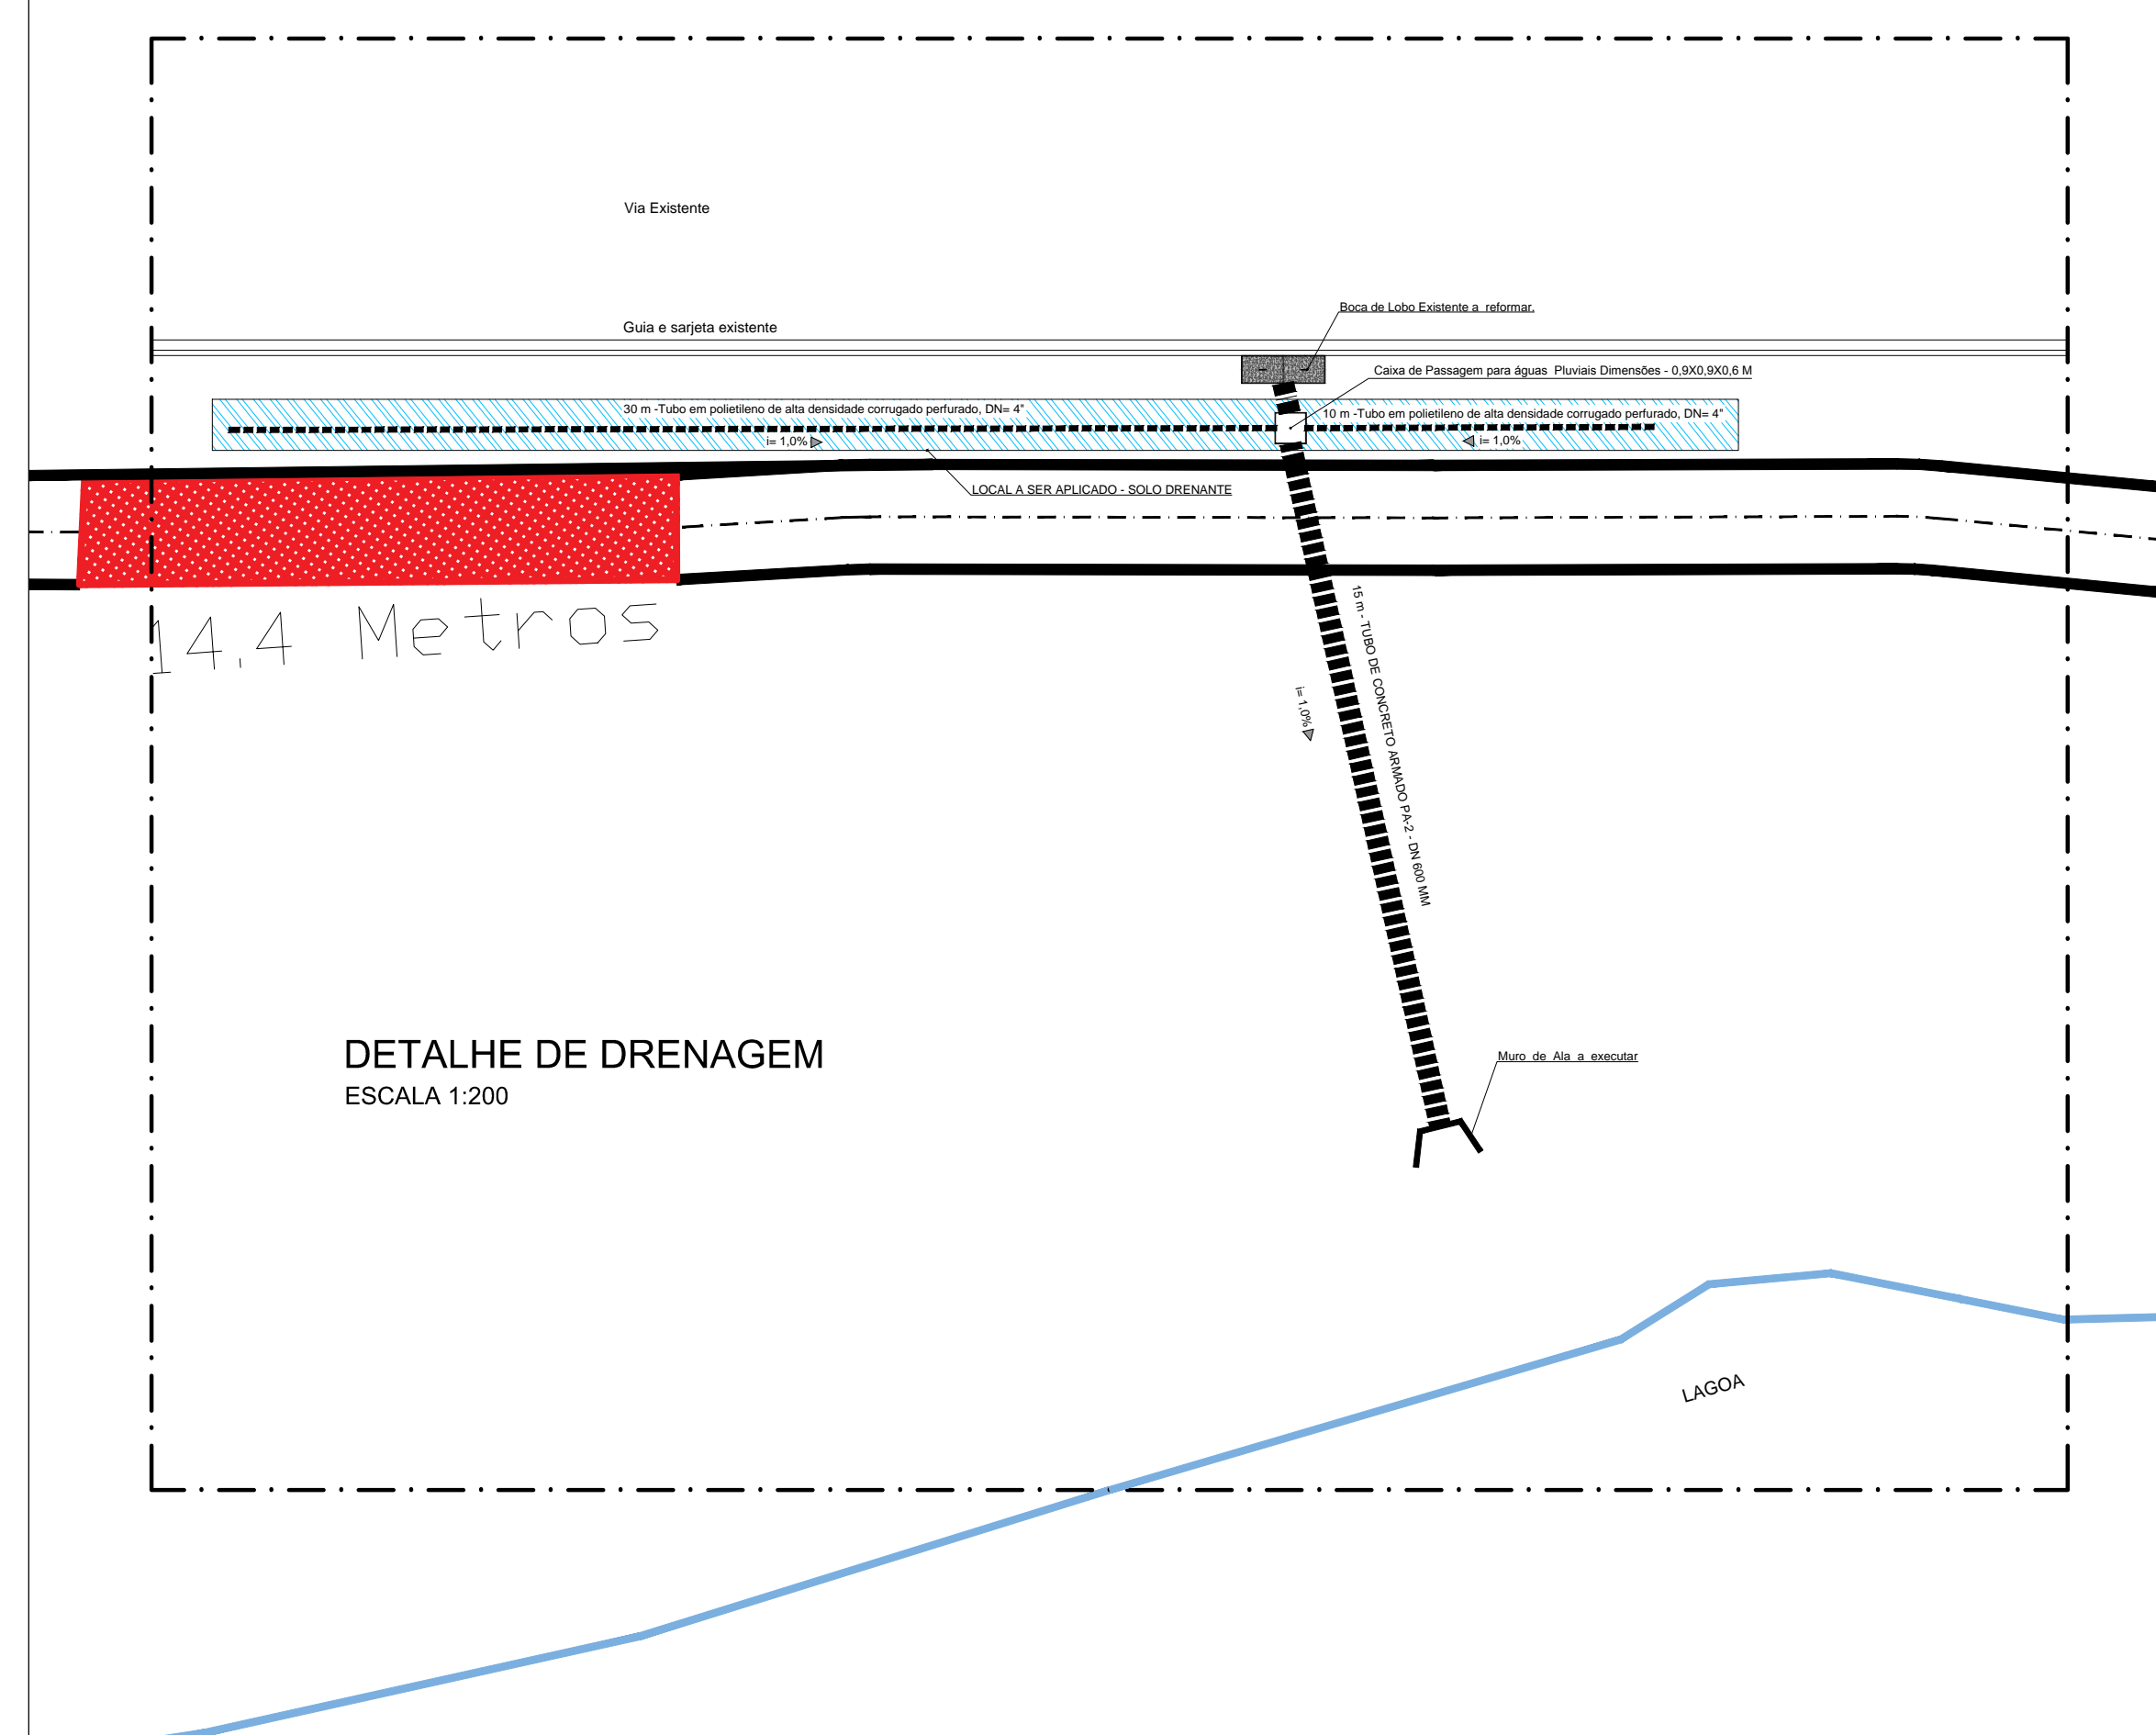 Via Existente
Boca de Lobo Existente a reformar.
Guia e sarjeta existente
Caixa de Passagem para águas Pluviais Dimensões - 0,9X0,9X0,6 M
30 m -Tubo em polietileno de alta densidade corrugado perfurado, DN= 4"
10 m -Tubo em polietileno de alta densidade corrugado perfurado, DN= 4"
i= 1,0%
i= 1,0%
LOCAL A SER APLICADO - SOLO DRENANTE
14,4 Metros
15 m - TUBO DE CONCRETO ARMADO PA-2 - DN 600 MM
i= 1,0%
DETALHE DE DRENAGEM
ESCALA 1:200
Muro de Ala a executar
LAGOA